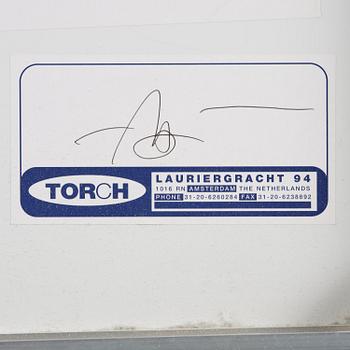 TORCH
LAURIERGRACHT 94
1016 RN AMSTERDAM THE NETHERLANDS
PHONE 31-20-6260284 FAX 31-20-6238892